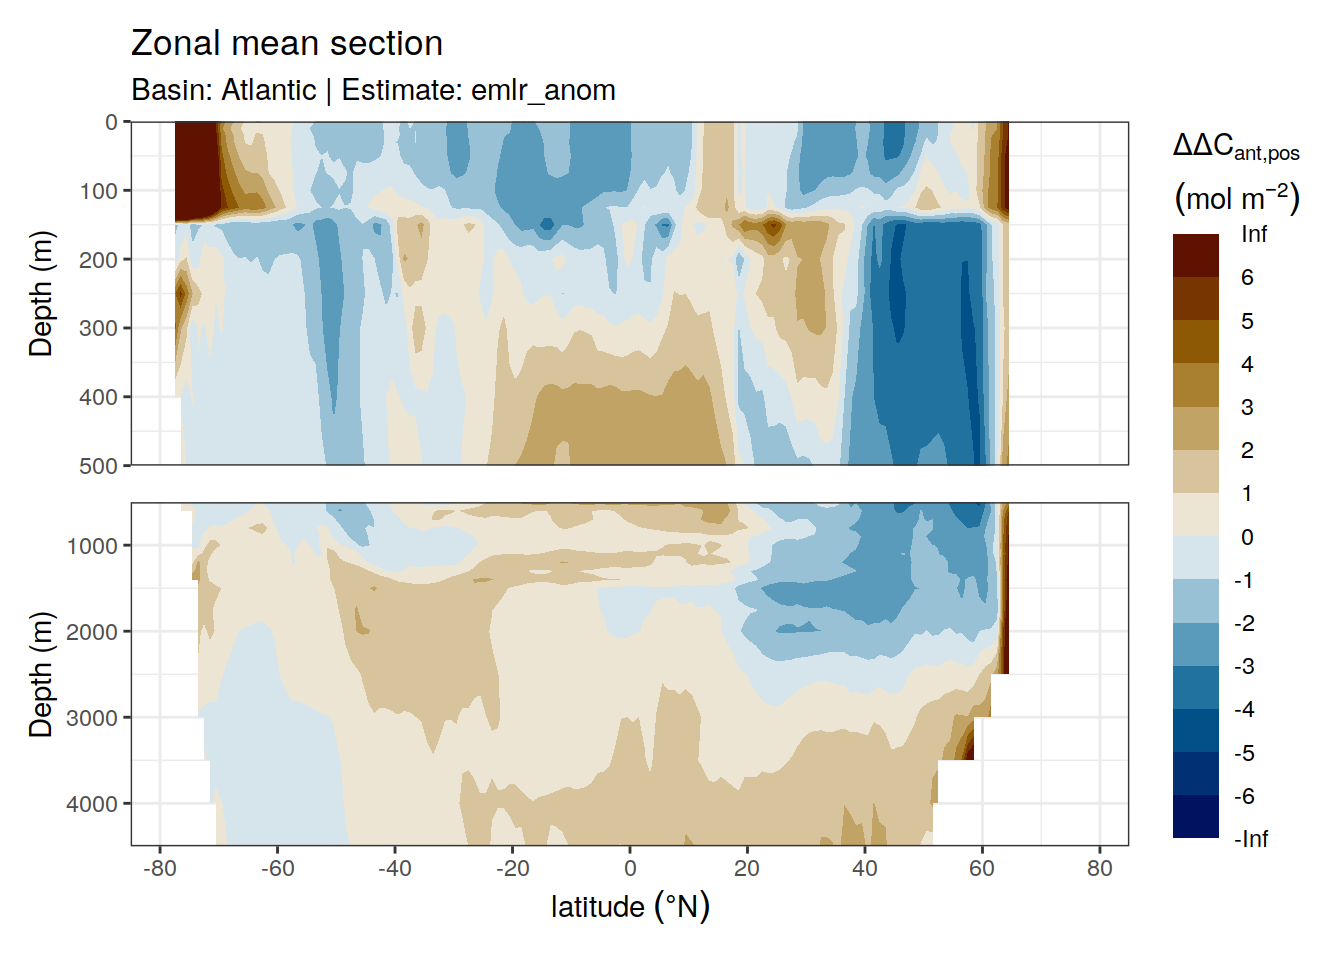 Zonal mean section
Basin: Atlantic | Estimate: emlr_anom
0
100
200
300
400
500
Depth (m)
1000
2000
3000
4000
Depth (m)
-80 -60 -40 -20 0 20 40 60 80
latitude (°N)
ΔΔCant,pos
(mol m−2)
Inf
6
5
4
3
2
1
0
-1
-2
-3
-4
-5
-6
-Inf